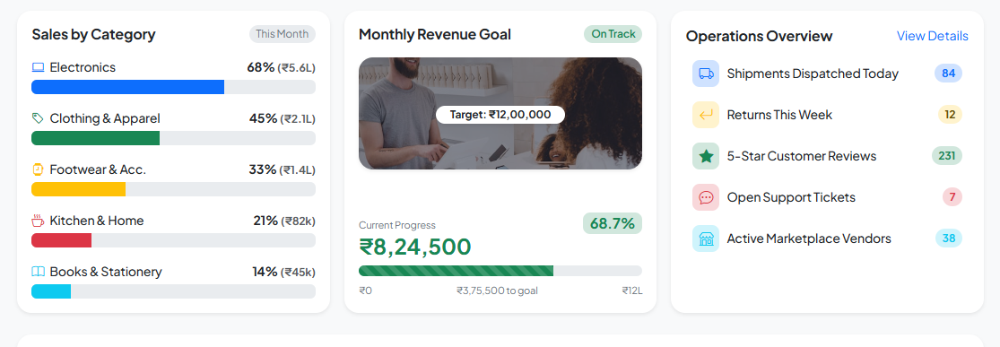 Sales by Category
This Month
Electronics
68% (₹5.6L)
Clothing & Apparel
45% (₹2.1L)
Footwear & Acc.
33% (₹1.4L)
Kitchen & Home
21% (₹82k)
Books & Stationery
14% (₹45k)
Monthly Revenue Goal
On Track
Target: ₹12,00,000
Current Progress
68.7%
₹8,24,500
₹0
₹3,75,500 to goal
₹12L
Operations Overview
View Details
Shipments Dispatched Today
84
Returns This Week
12
5-Star Customer Reviews
231
Open Support Tickets
7
Active Marketplace Vendors
38